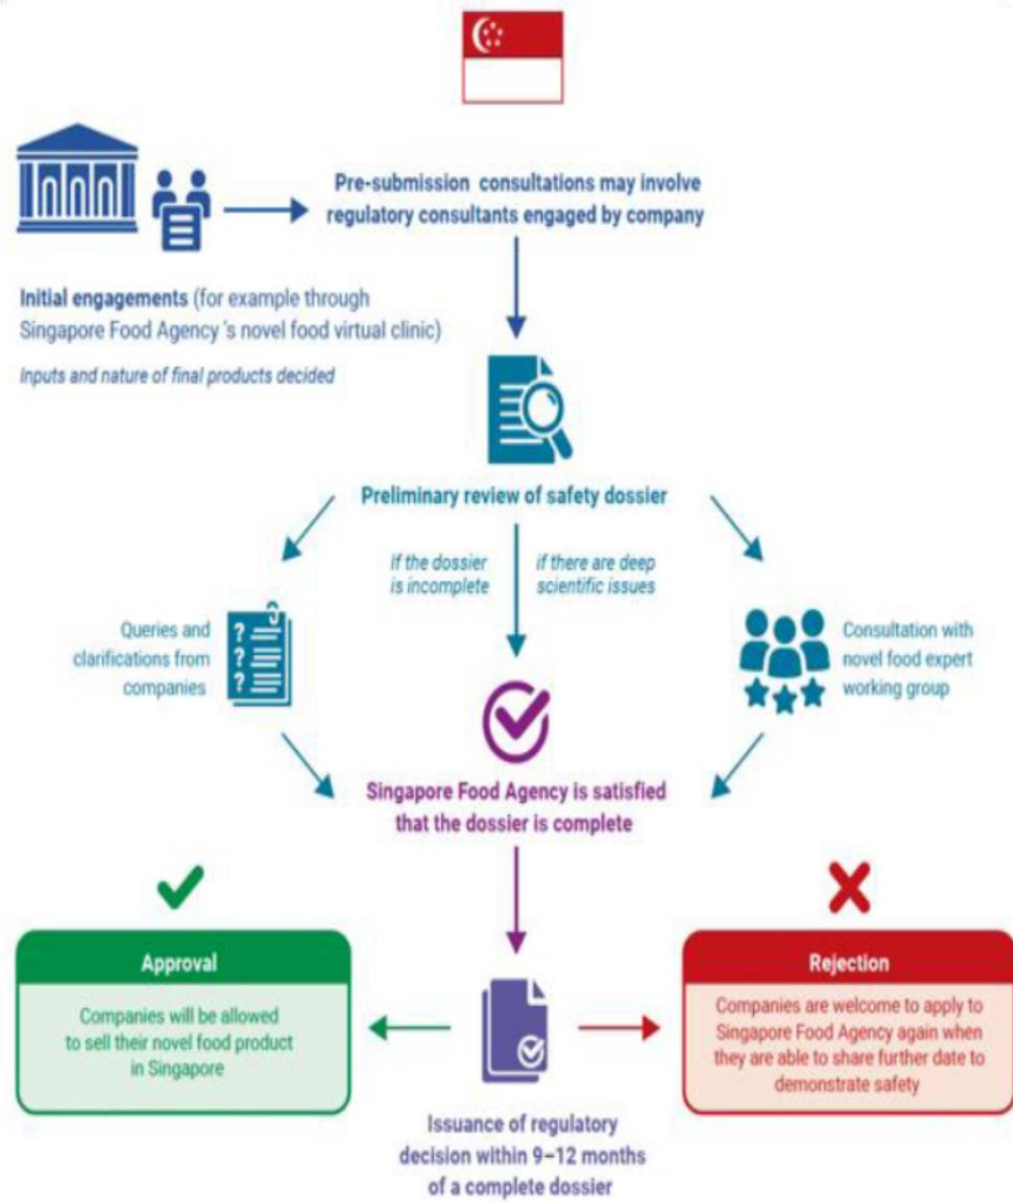 Pre-submission consultations may involve
regulatory consultants engaged by company
Initial engagements (for example through
Singapore Food Agency 's novel food virtual clinic)
Inputs and nature of final products decided
Preliminary review of safety dossier
If the dossier
is incomplete
if there are deep
scientific issues
Queries and
clarifications from
companies
? 
? 
? 
Consultation with
novel food expert
working group
Singapore Food Agency is satisfied
that the dossier is complete
Approval
Companies will be allowed
to sell their novel food product
in Singapore
Rejection
Companies are welcome to apply to
Singapore Food Agency again when
they are able to share further date to
demonstrate safety
Issuance of regulatory
decision within 9–12 months
of a complete dossier